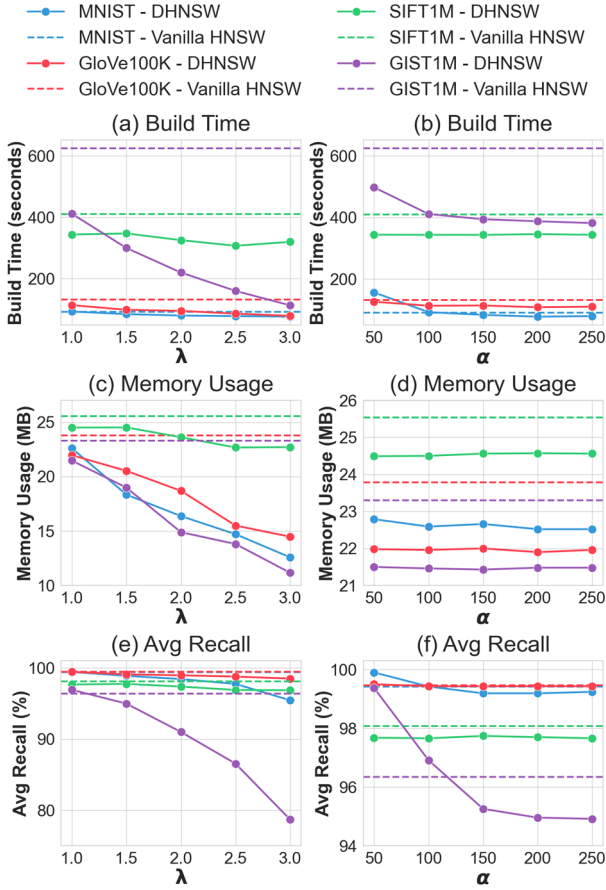 MNIST - DHNSW
MNIST - Vanilla HNSW
GloVe100K - DHNSW
GloVe100K - Vanilla HNSW
SIFT1M - DHNSW
SIFT1M - Vanilla HNSW
GIST1M - DHNSW
GIST1M - Vanilla HNSW
(a) Build Time
Build Time (seconds)
600
400
200
1.0 1.5 2.0 2.5 3.0
λ
(b) Build Time
Build Time (seconds)
600
400
200
50 100 150 200 250
α
(c) Memory Usage
Memory Usage (MB)
25
20
15
10
1.0 1.5 2.0 2.5 3.0
λ
(d) Memory Usage
Memory Usage (MB)
26
25
24
23
22
21
50 100 150 200 250
α
(e) Avg Recall
Avg Recall (%)
100
90
80
1.0 1.5 2.0 2.5 3.0
λ
(f) Avg Recall
Avg Recall (%)
100
98
96
94
50 100 150 200 250
α